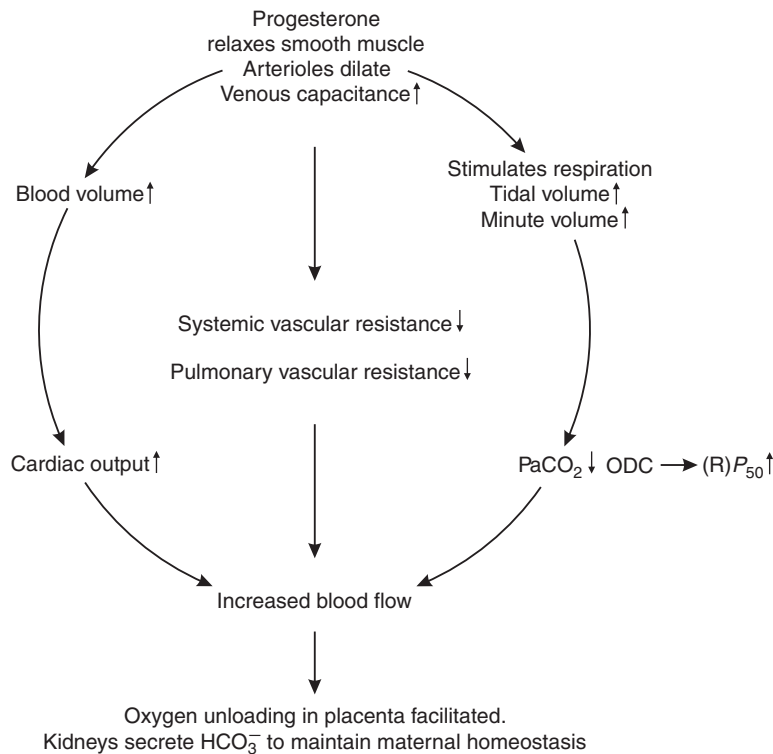 Progesterone
relaxes smooth muscle
Arterioles dilate
Venous capacitance↑
Blood volume↑
Stimulates respiration
Tidal volume↑
Minute volume↑
Systemic vascular resistance↓
Pulmonary vascular resistance↓
Cardiac output↑
PaCO₂↓ ODC → (R)P₅₀↑
Increased blood flow
Oxygen unloading in placenta facilitated.
Kidneys secrete HCO₃⁻ to maintain maternal homeostasis